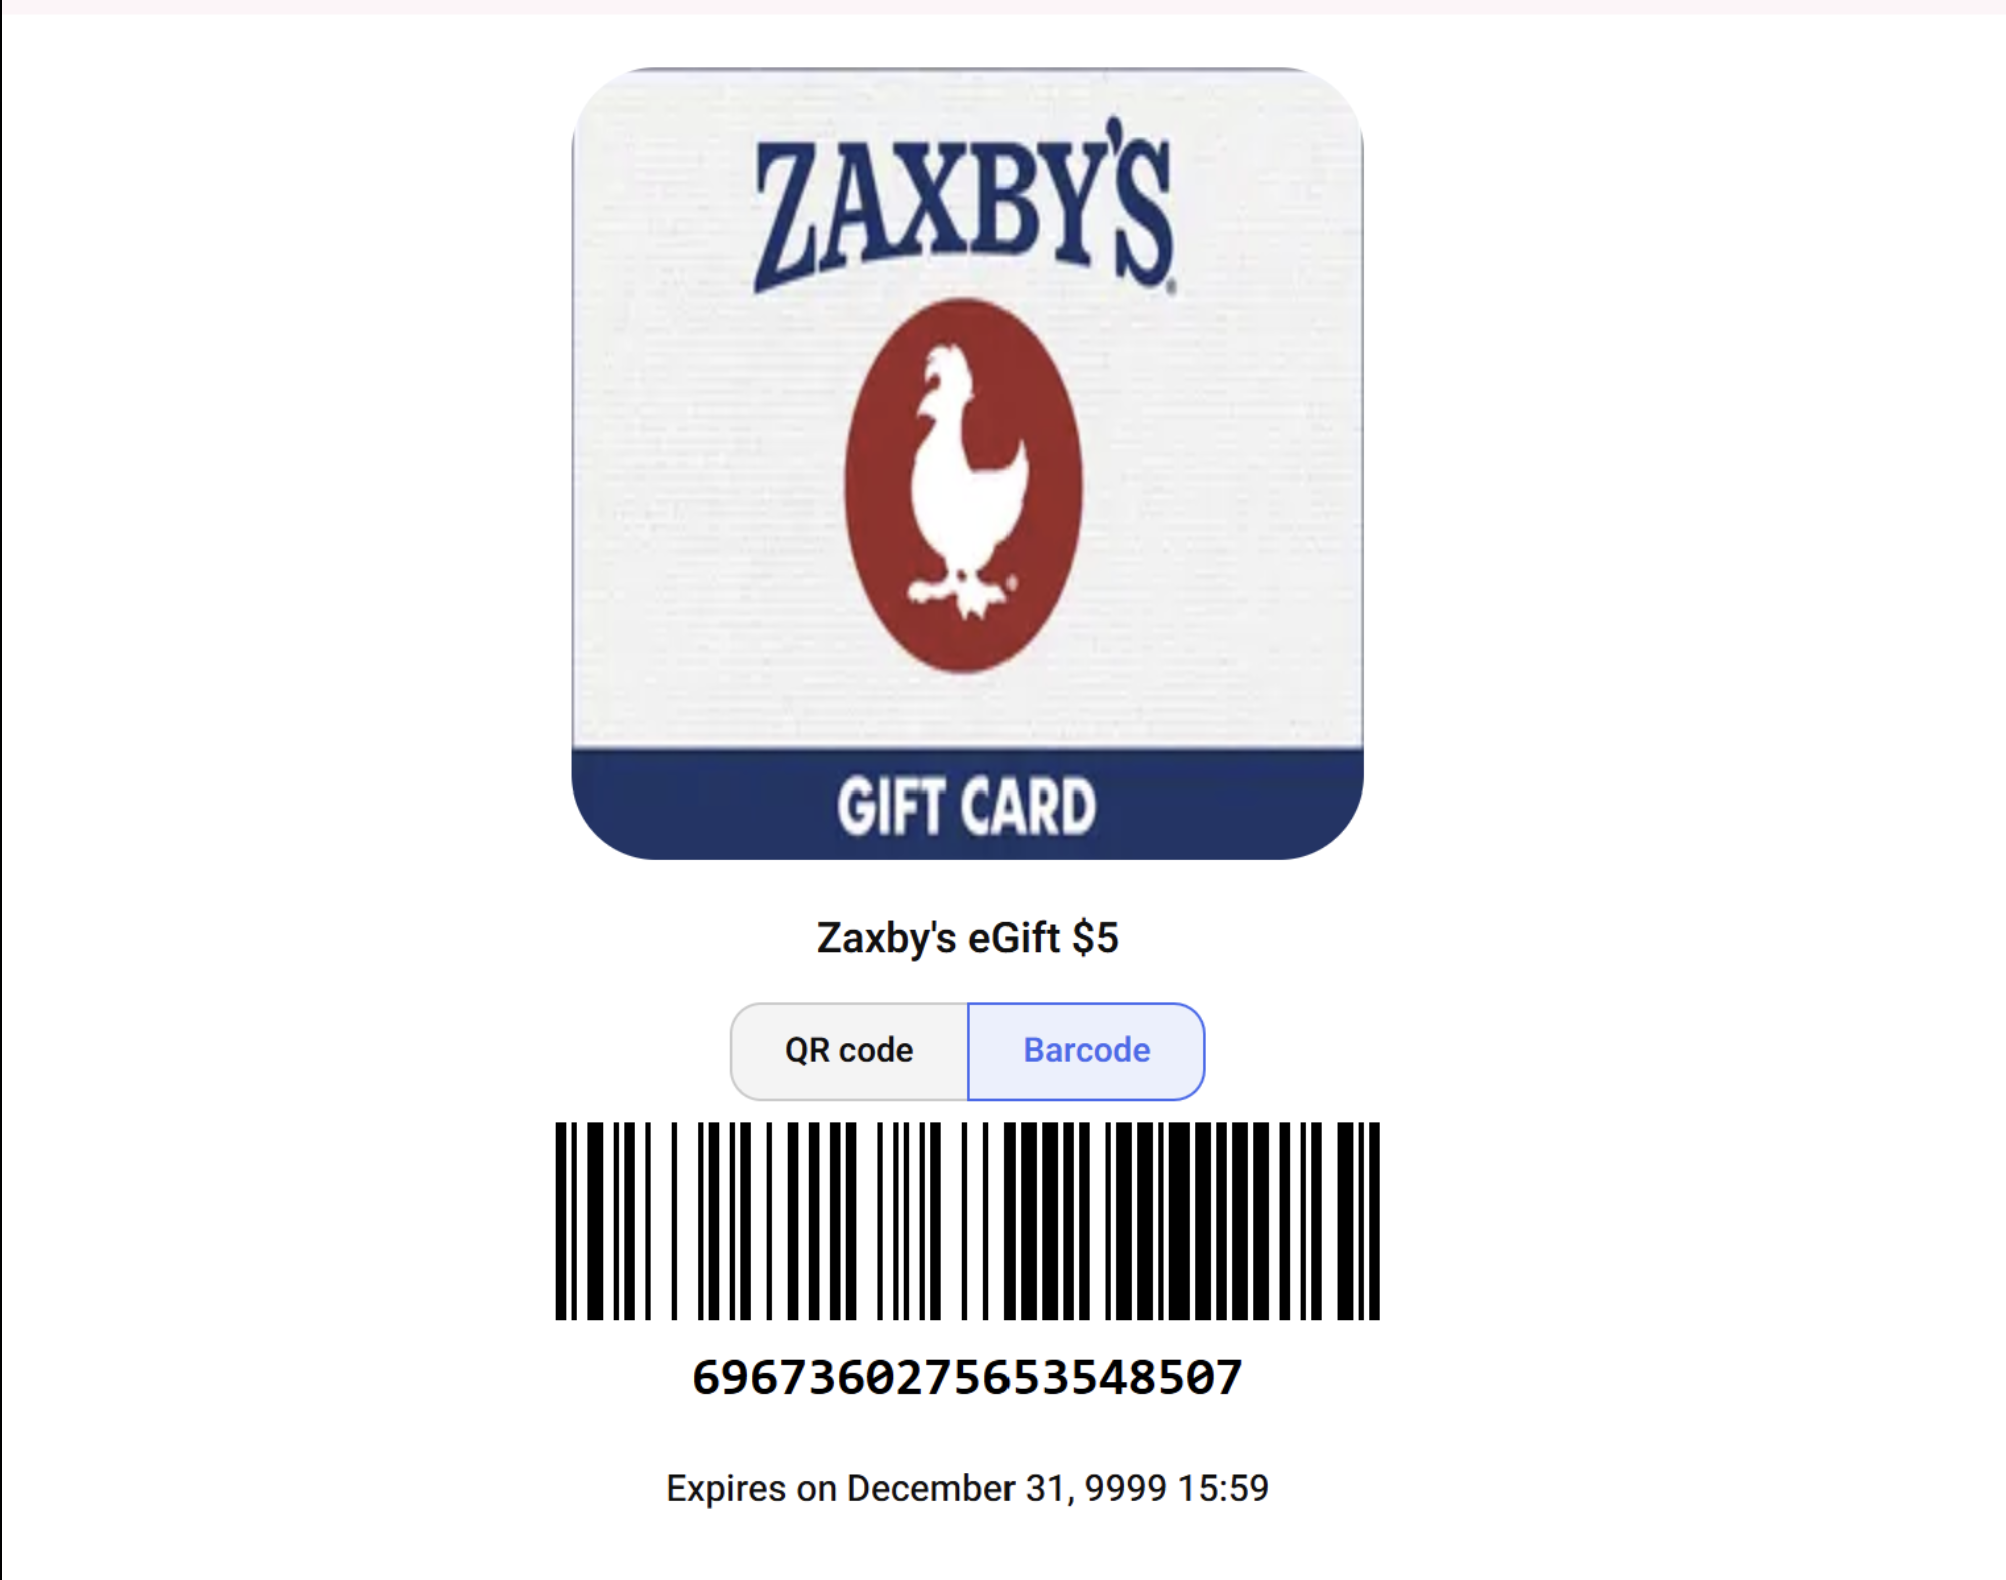 ZAXBY'S®
GIFT CARD
Zaxby's eGift $5
QR code
Barcode
6967360275653548507
Expires on December 31, 9999 15:59